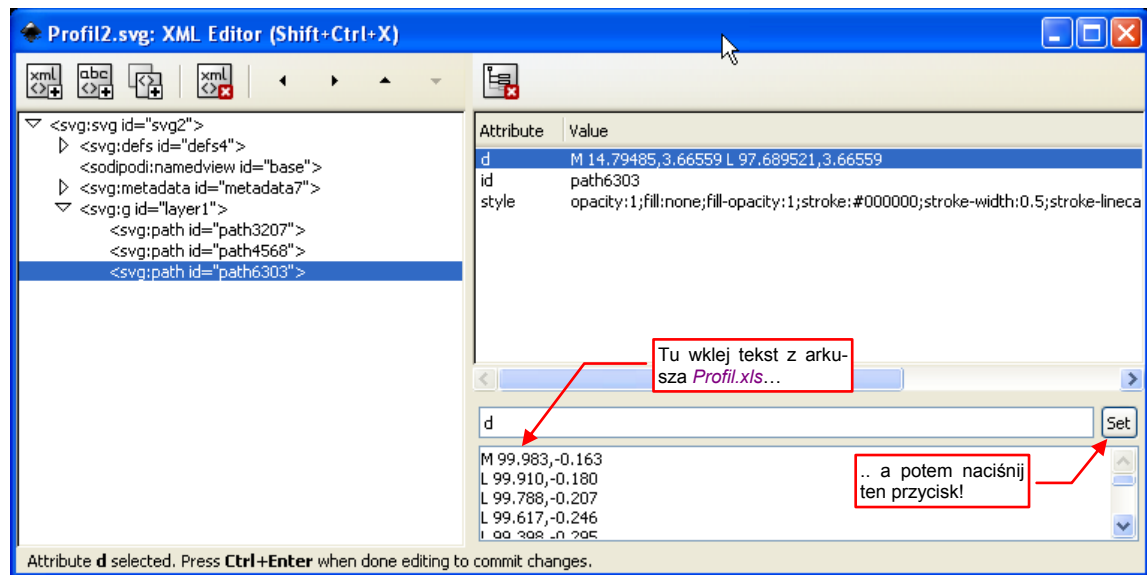 Profil2.svg: XML Editor (Shift+Ctrl+X)
xml
abc
xml
<svg:svg id="svg2">
<svg:defs id="defs4">
<sodipodi:namedview id="base">
<svg:metadata id="metadata7">
<svg:g id="layer1">
<svg:path id="path3207">
<svg:path id="path4568">
<svg:path id="path6303">
Attribute Value
d M 14.79485,3.66559 L 97.689521,3.66559
id path6303
style opacity:1;fill:none;fill-opacity:1;stroke:#000000;stroke-width:0.5;stroke-lineca
Tu wklej tekst z arku-
sza Profil.xls…
d
Set
M 99.983,-0.163
L 99.910,-0.180
L 99.788,-0.207
L 99.617,-0.246
L 99.398,-0.295
.. a potem naciśnij
ten przycisk!
Attribute d selected. Press Ctrl+Enter when done editing to commit changes.